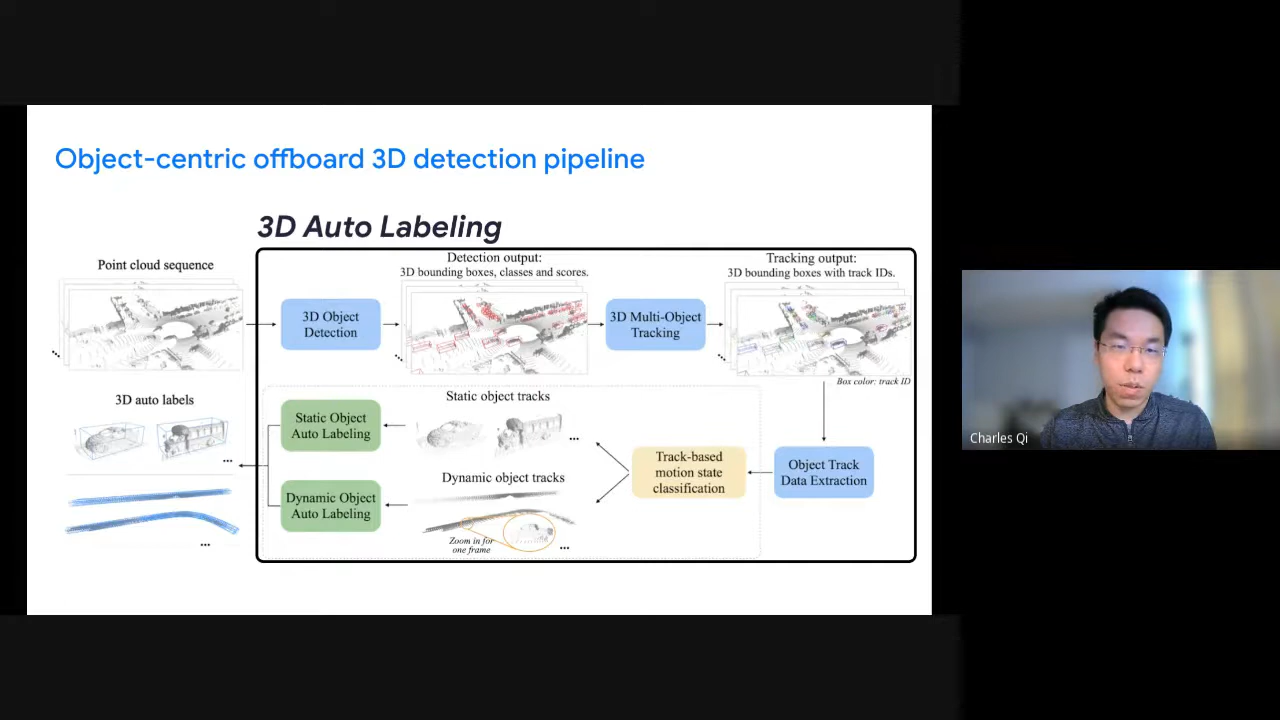 Object-centric offboard 3D detection pipeline
3D Auto Labeling
Point cloud sequence
3D Object
Detection
Detection output:
3D bounding boxes, classes and scores.
3D Multi-Object
Tracking
Tracking output:
3D bounding boxes with track IDs.
Box color: track ID
Object Track
Data Extraction
Track-based
motion state
classification
Static object tracks
...
Dynamic object tracks
Zoom in for
one frame
...
Static Object
Auto Labeling
Dynamic Object
Auto Labeling
3D auto labels
...
...
Charles Qi